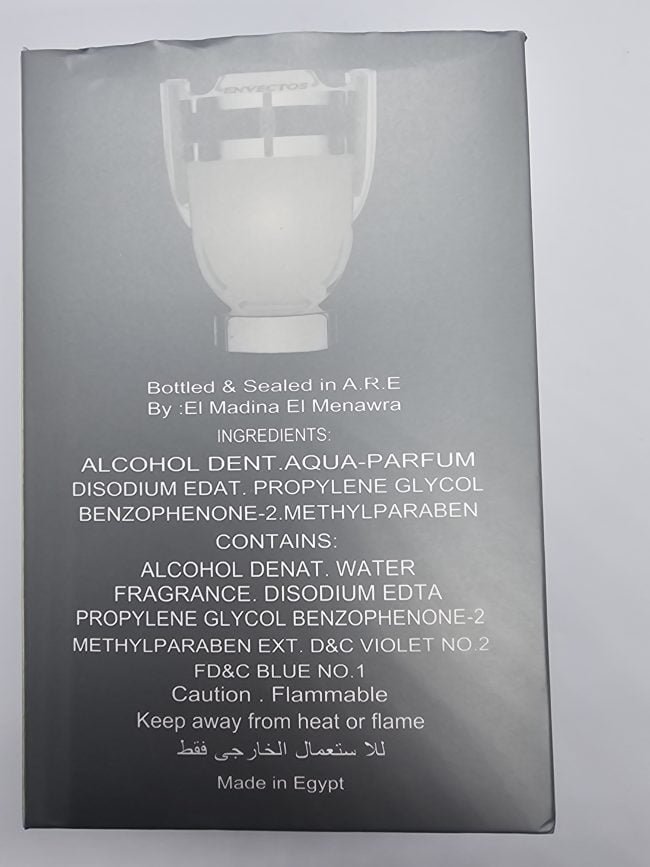 ENVECTOS
Bottled & Sealed in A.R.E
By :El Madina El Menawra
INGREDIENTS:
ALCOHOL DENT.AQUA-PARFUM
DISODIUM EDAT. PROPYLENE GLYCOL
BENZOPHENONE-2.METHYLPARABEN
CONTAINS:
ALCOHOL DENAT. WATER
FRAGRANCE. DISODIUM EDTA
PROPYLENE GLYCOL BENZOPHENONE-2
METHYLPARABEN EXT. D&C VIOLET NO.2
FD&C BLUE NO.1
Caution . Flammable
Keep away from heat or flame
للا ستعمال الخارجى فقط
Made in Egypt